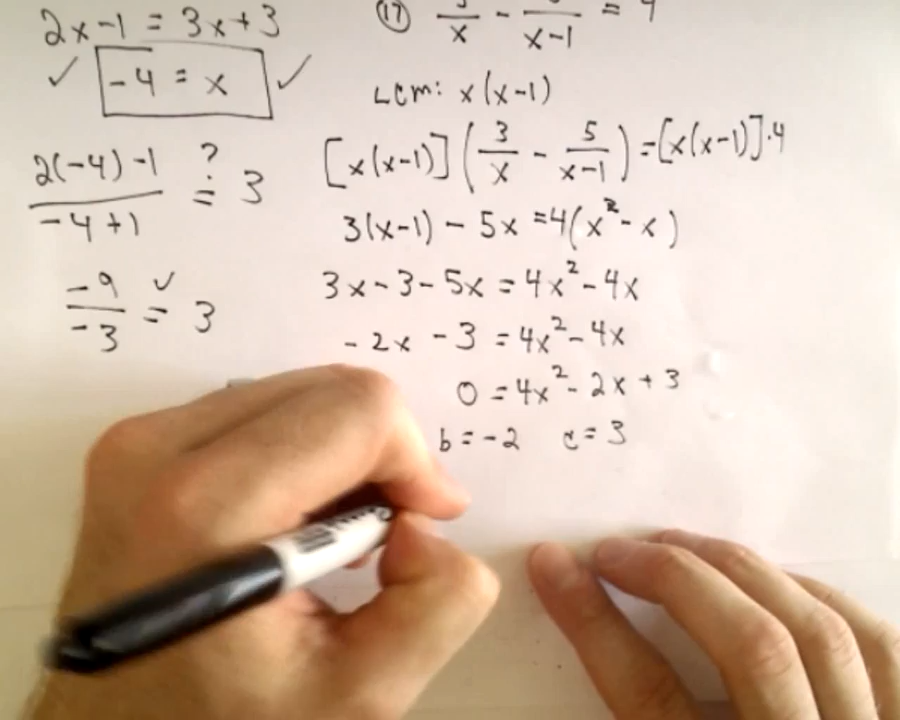 2x-1 = 3x+3
✓ -4 = x ✓
2(-4)-1 / -4+1 ?= 3
-9 / -3 =✓ 3
⑰ 3/x - 5/x-1 = 4
LCM: x(x-1)
[x(x-1)] (3/x - 5/x-1) = [x(x-1)]·4
3(x-1) - 5x = 4(x² - x)
3x-3-5x = 4x²-4x
-2x -3 = 4x²-4x
0 = 4x²-2x+3
b=-2 c=3